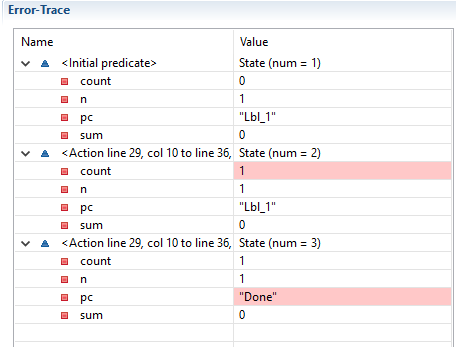 Error-Trace
Name Value
<Initial predicate> State (num = 1)
count 0
n 1
pc "Lbl_1"
sum 0
<Action line 29, col 10 to line 36, State (num = 2)
count 1
n 1
pc "Lbl_1"
sum 0
<Action line 29, col 10 to line 36, State (num = 3)
count 1
n 1
pc "Done"
sum 0